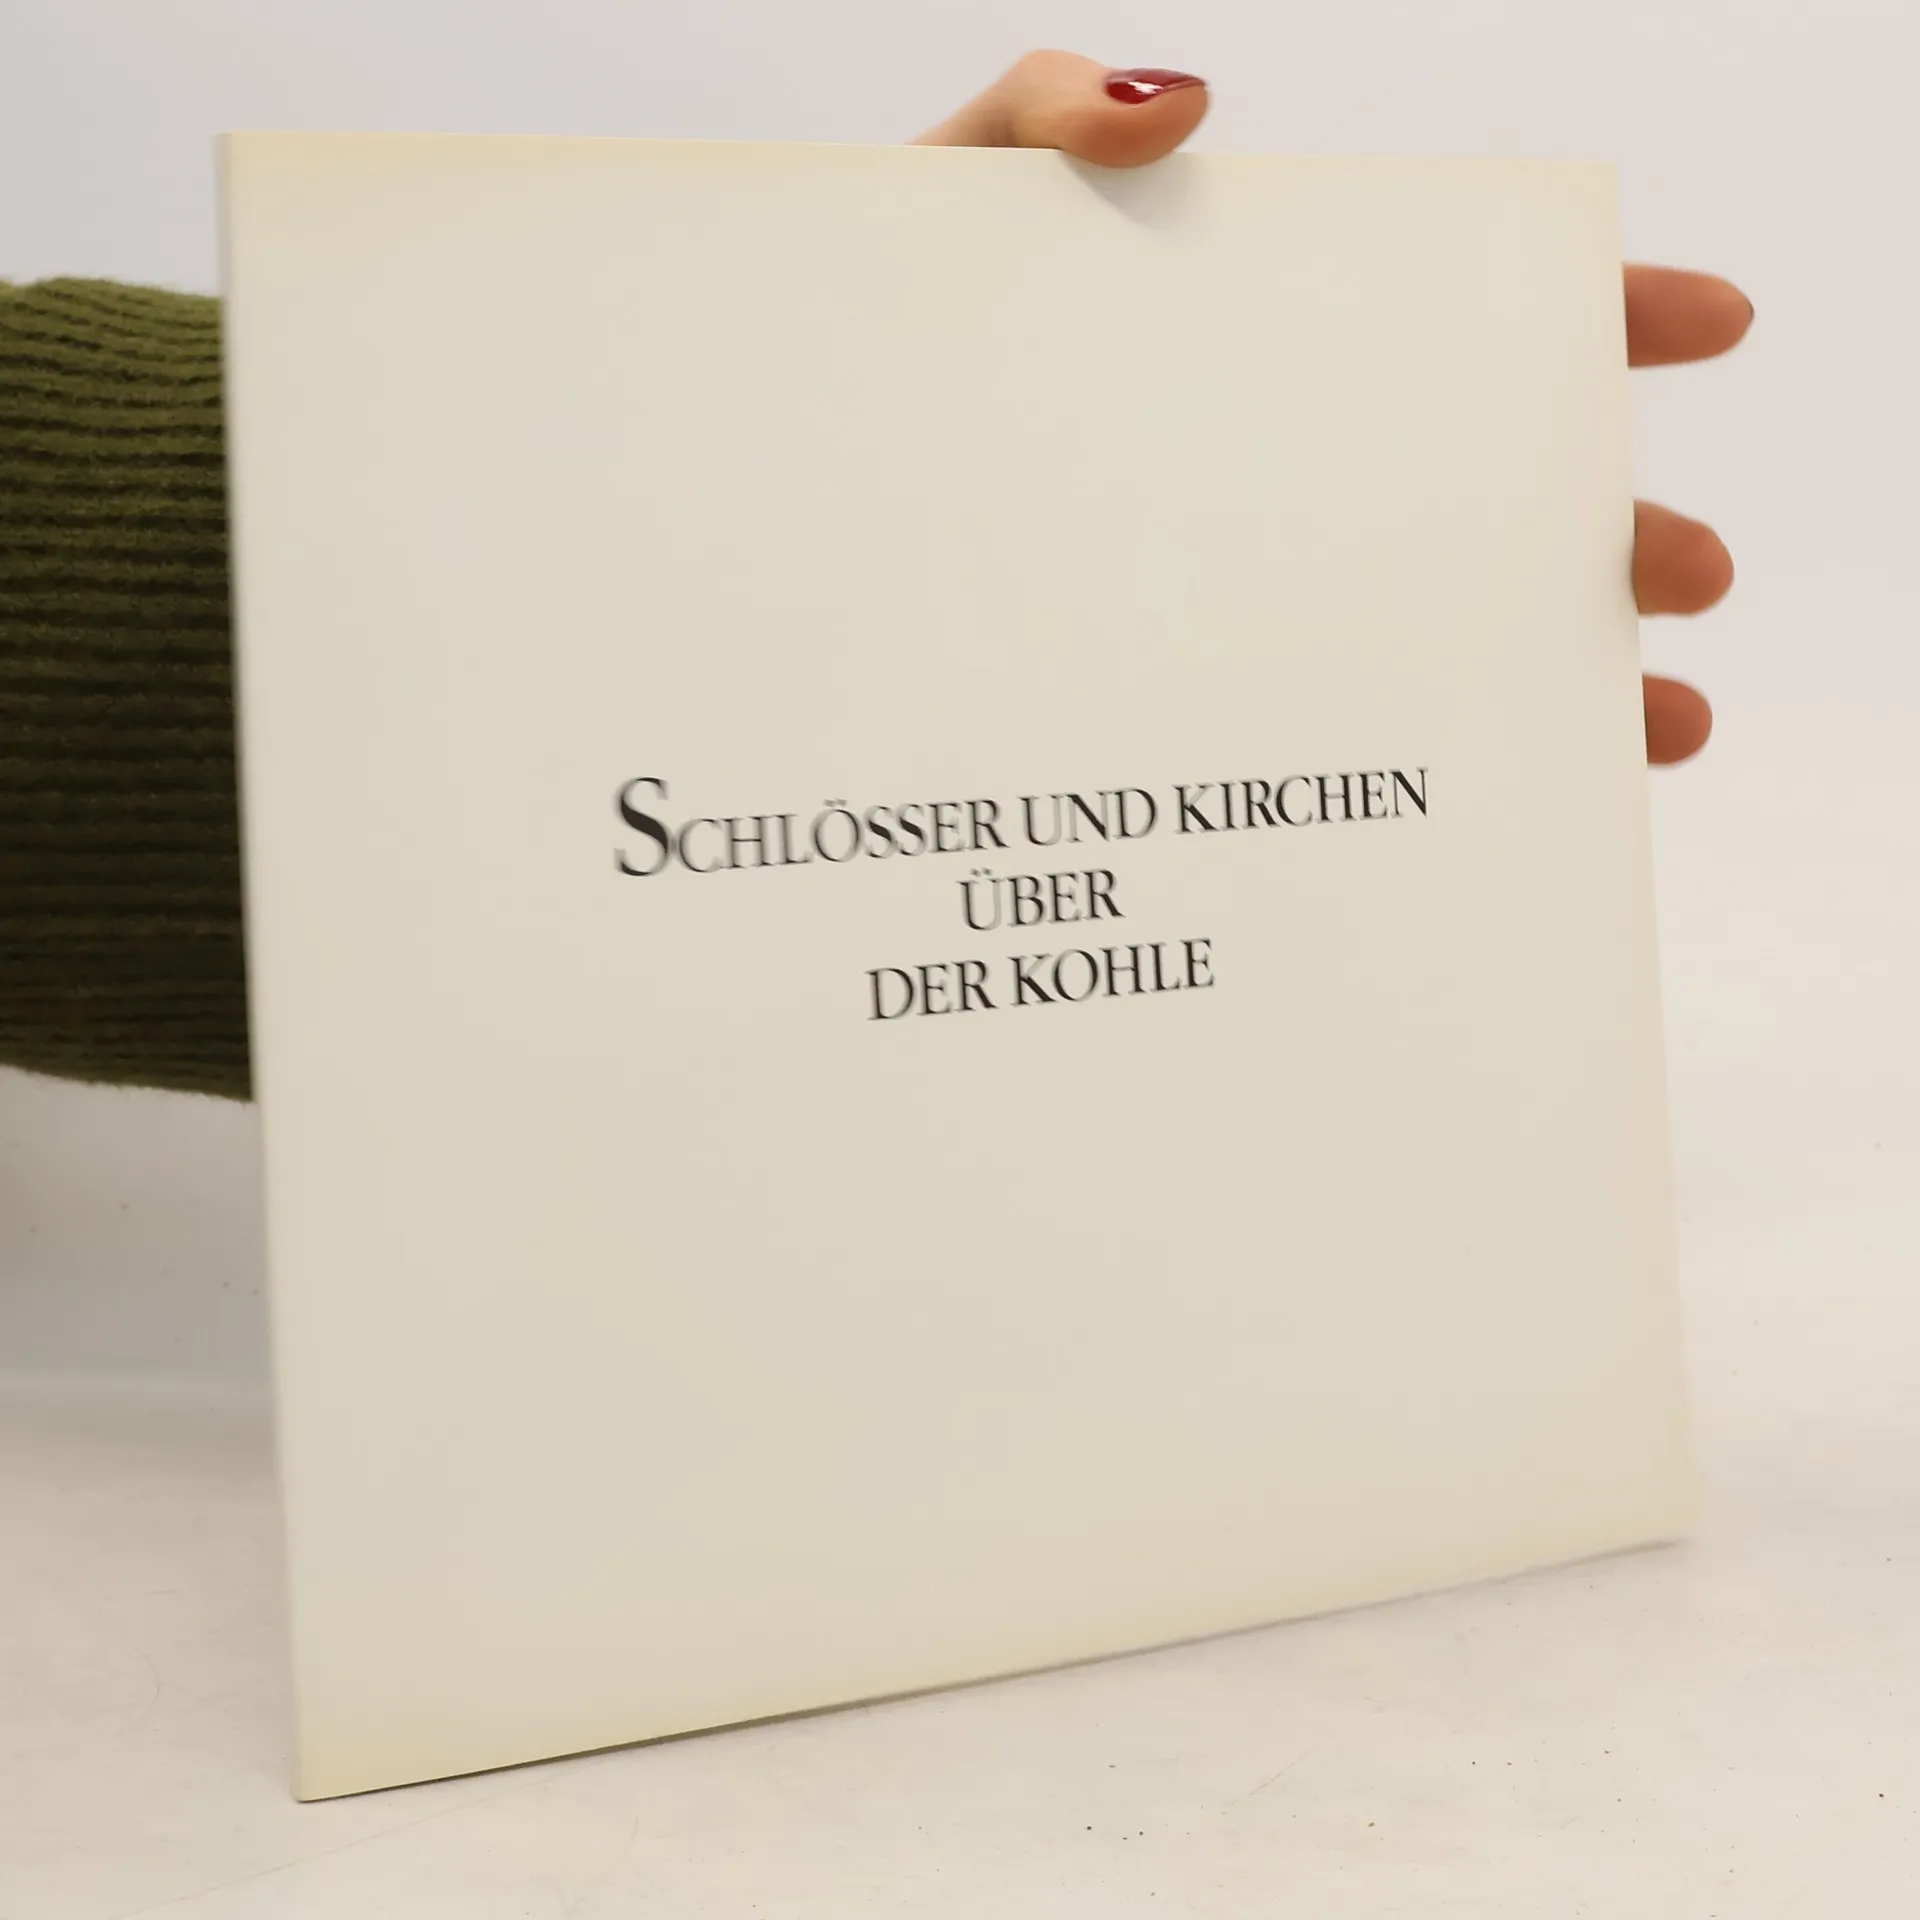 SCHLÖSSER UND KIRCHEN
ÜBER
DER KOHLE